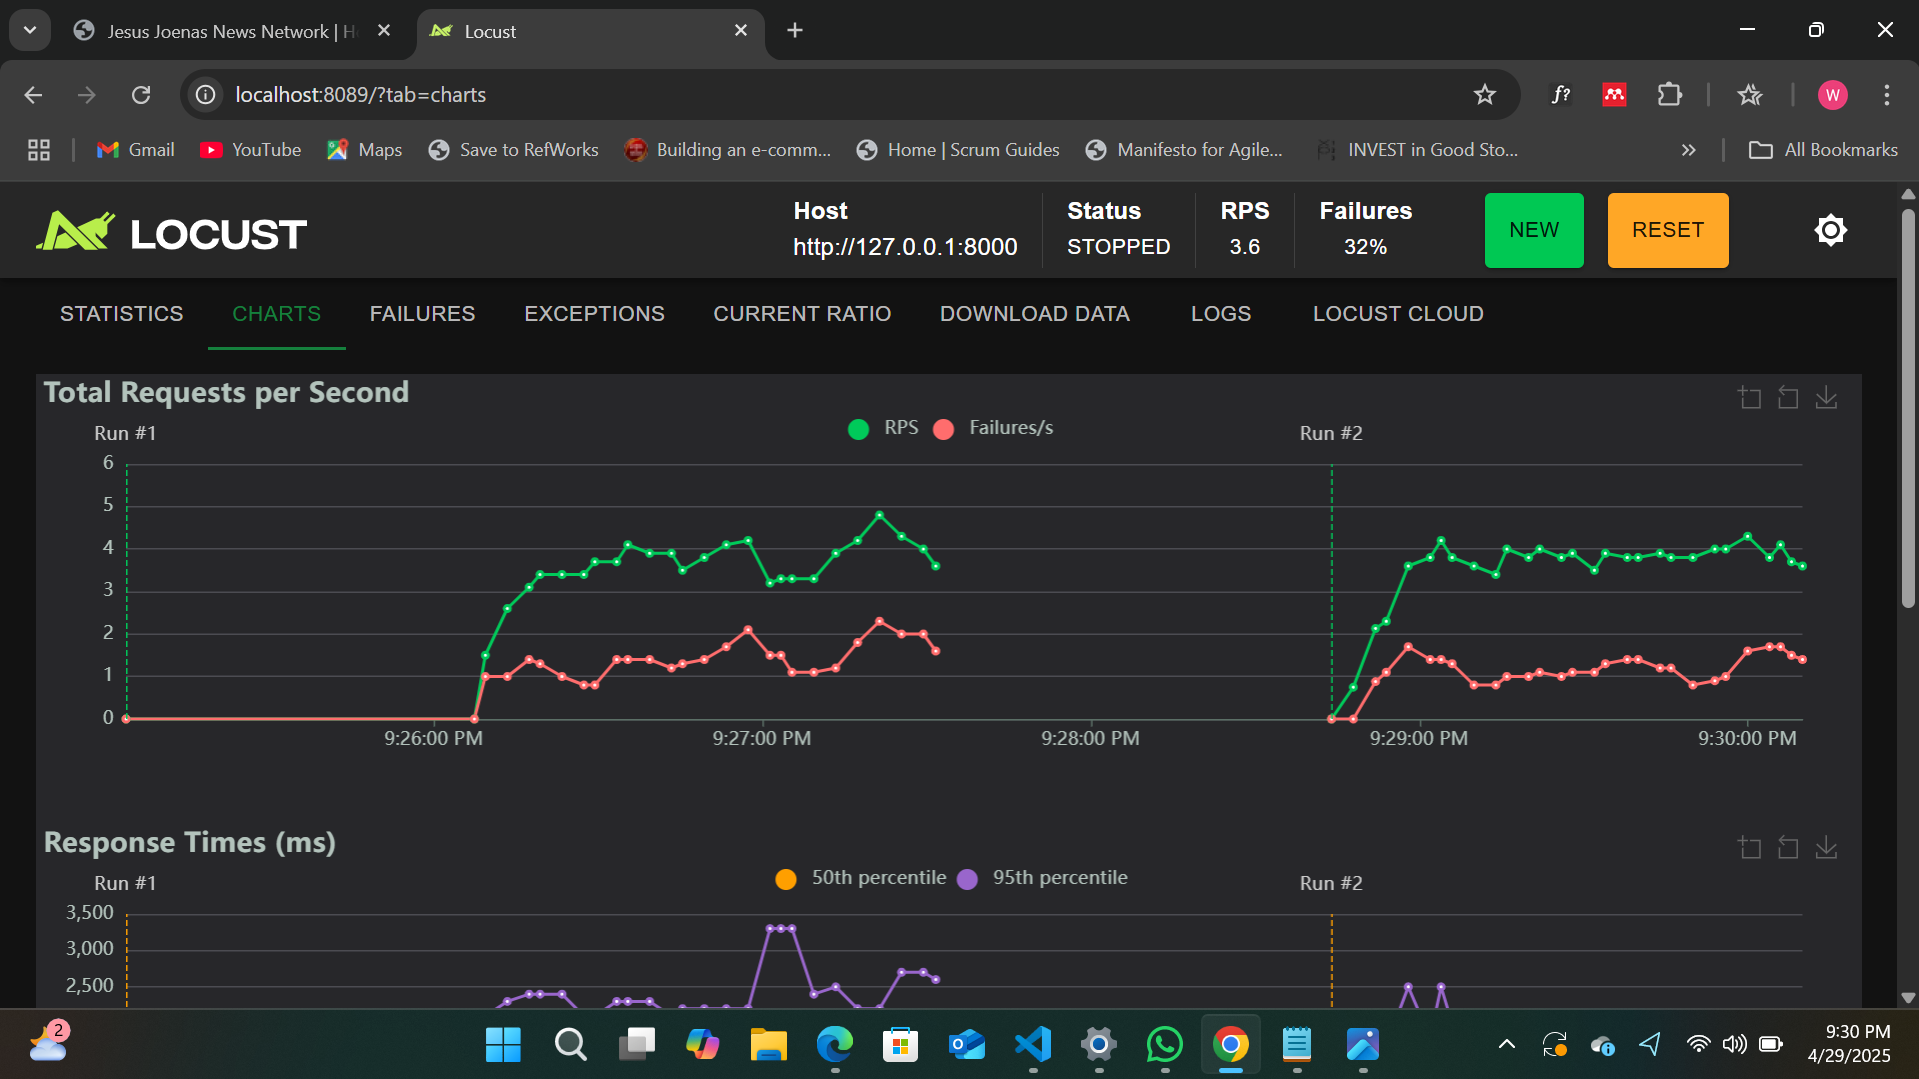 Jesus Joenas News Network | H
Locust
localhost:8089/?tab=charts
f?
W
Gmail
YouTube
Maps
Save to RefWorks
Building an e-comm...
Home | Scrum Guides
Manifesto for Agile...
INVEST in Good Sto...
All Bookmarks
LOCUST
Host
http://127.0.0.1:8000
Status
STOPPED
RPS
3.6
Failures
32%
NEW
RESET
STATISTICS
CHARTS
FAILURES
EXCEPTIONS
CURRENT RATIO
DOWNLOAD DATA
LOGS
LOCUST CLOUD
Total Requests per Second
Run #1
RPS
Failures/s
Run #2
6
5
4
3
2
1
0
9:26:00 PM
9:27:00 PM
9:28:00 PM
9:29:00 PM
9:30:00 PM
Response Times (ms)
Run #1
50th percentile
95th percentile
Run #2
3,500
3,000
2,500
2
9:30 PM
4/29/2025